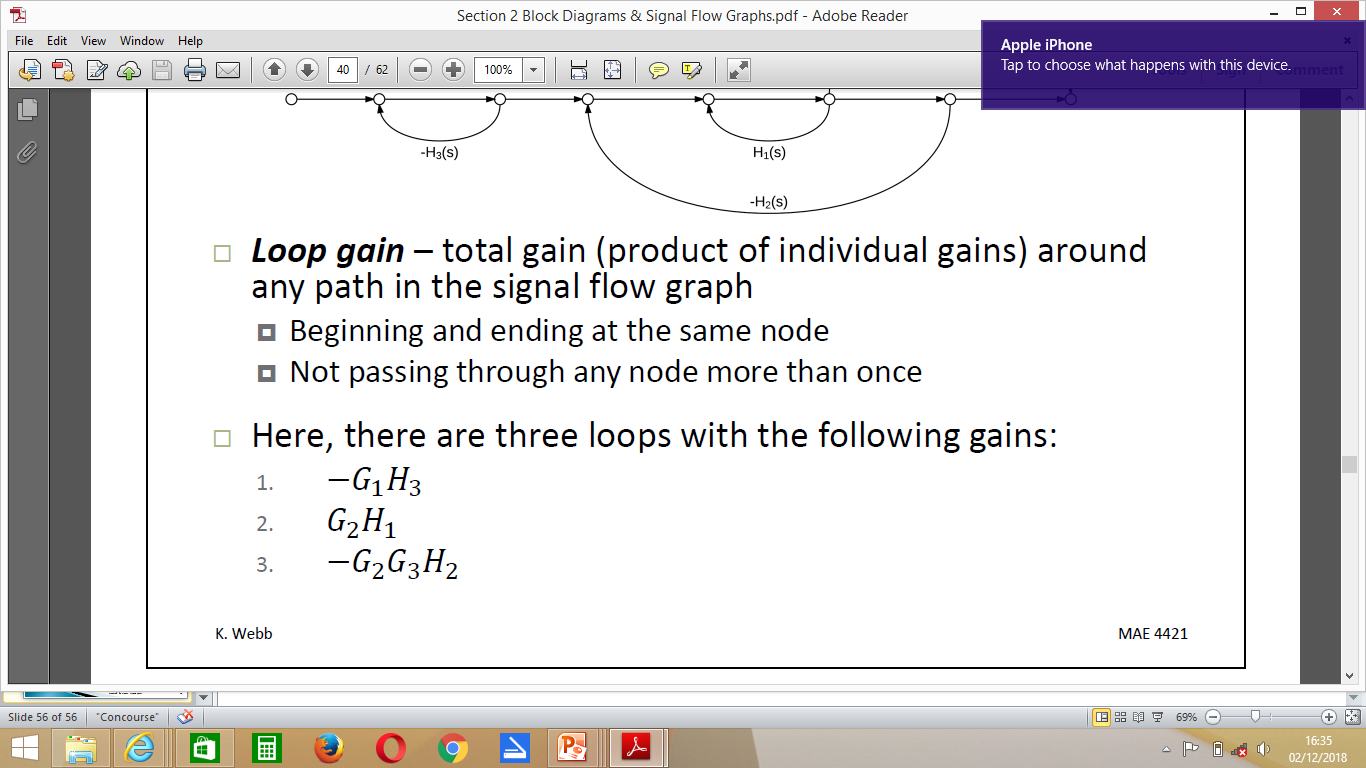 Section 2 Block Diagrams & Signal Flow Graphs.pdf - Adobe Reader
File Edit View Window Help
Apple iPhone
Tap to choose what happens with this device.
40 / 62 100%
Comment
-H3(s)
H1(s)
-H2(s)
Loop gain – total gain (product of individual gains) around
any path in the signal flow graph
Beginning and ending at the same node
Not passing through any node more than once
Here, there are three loops with the following gains:
1. −G₁H₃
2. G₂H₁
3. −G₂G₃H₂
K. Webb MAE 4421
Slide 56 of 56 "Concourse" 69%
16:35
02/12/2018